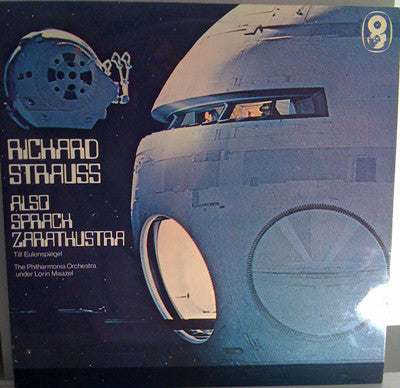 RICHARD
STRAUSS
ALSO
SPRACH
ZARATHUSTRA
Till Eulenspiegel
The Philharmonia Orchestra
under Lorin Maazel